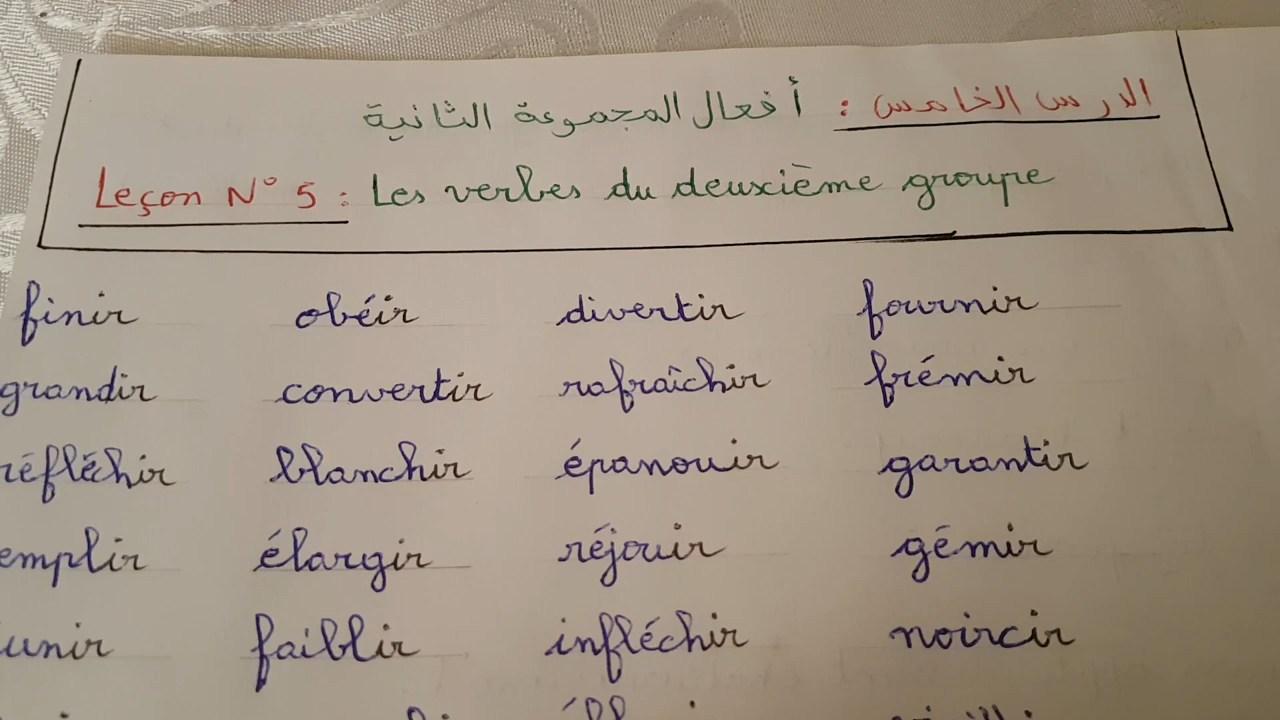 الدرس الخامس : أفعال المجموعة الثانية
Leçon N° 5 : Les verbes du deuxième groupe
finir obéir divertir fournir
grandir convertir rafraîchir frémir
réfléchir blanchir épanouir garantir
emplir élargir réjouir gémir
unir faiblir infléchir noircir